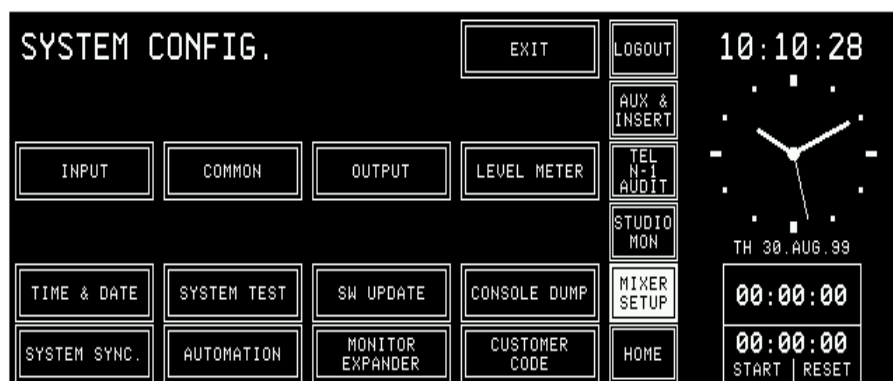 SYSTEM CONFIG.
EXIT
LOGOUT
10:10:28
AUX &
INSERT
INPUT
COMMON
OUTPUT
LEVEL METER
TEL
N-1
AUDIT
STUDIO
MON
TH 30.AUG.99
TIME & DATE
SYSTEM TEST
SW UPDATE
CONSOLE DUMP
MIXER
SETUP
00:00:00
SYSTEM SYNC.
AUTOMATION
MONITOR
EXPANDER
CUSTOMER
CODE
HOME
00:00:00
START | RESET